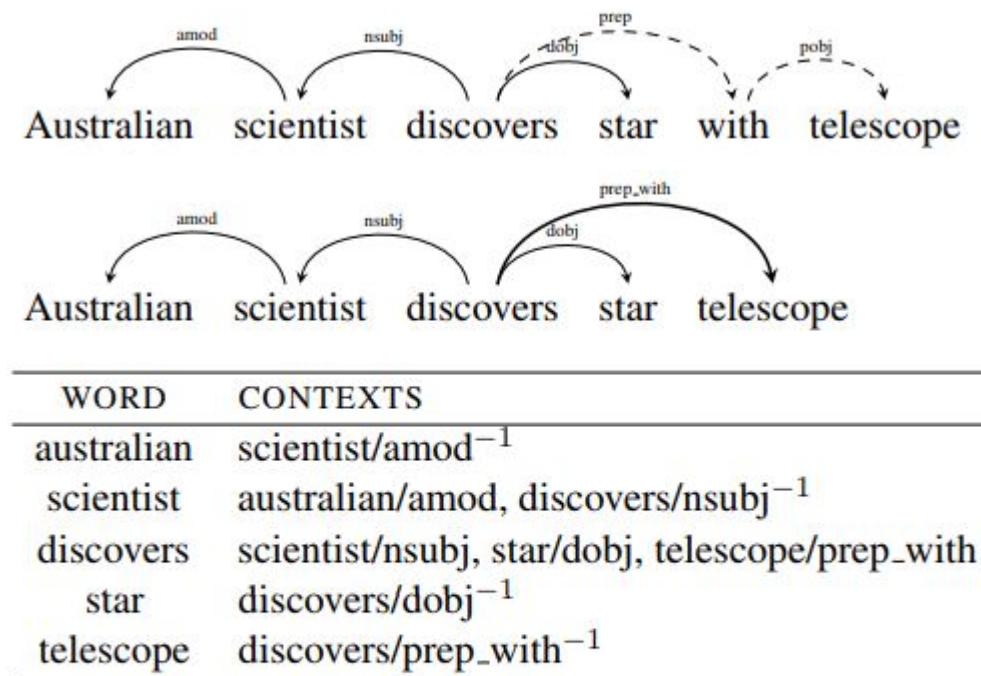 prep
amod nsubj dobj pobj
Australian scientist discovers star with telescope
prep_with
amod nsubj dobj
Australian scientist discovers star telescope
WORD CONTEXTS
australian scientist/amod⁻¹
scientist australian/amod, discovers/nsubj⁻¹
discovers scientist/nsubj, star/dobj, telescope/prep_with
star discovers/dobj⁻¹
telescope discovers/prep_with⁻¹